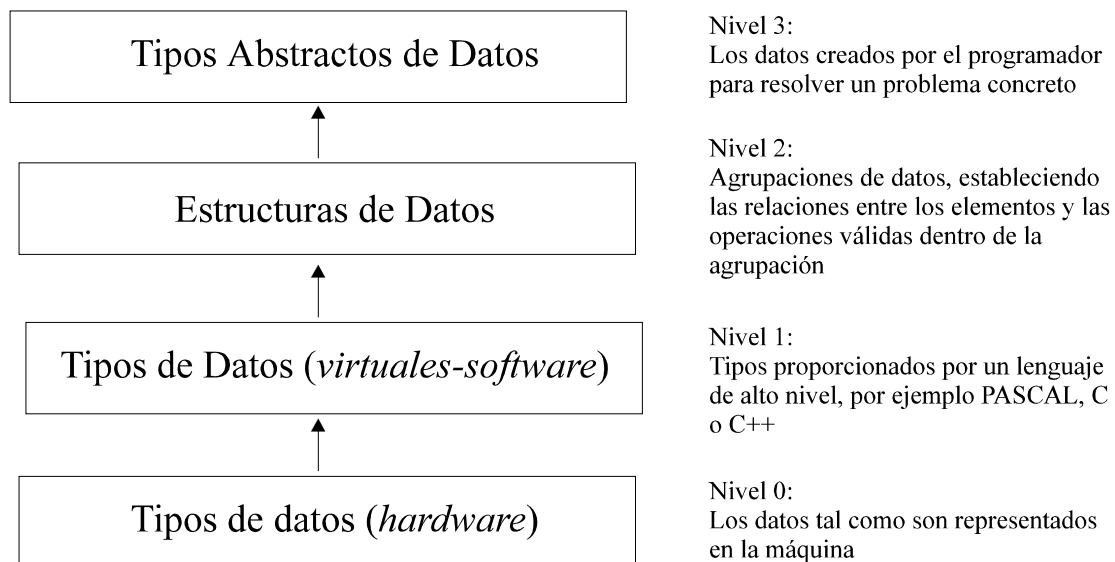 Tipos Abstractos de Datos
Nivel 3:
Los datos creados por el programador
para resolver un problema concreto
Estructuras de Datos
Nivel 2:
Agrupaciones de datos, estableciendo
las relaciones entre los elementos y las
operaciones válidas dentro de la
agrupación
Tipos de Datos (virtuales-software)
Nivel 1:
Tipos proporcionados por un lenguaje
de alto nivel, por ejemplo PASCAL, C
o C++
Tipos de datos (hardware)
Nivel 0:
Los datos tal como son representados
en la máquina